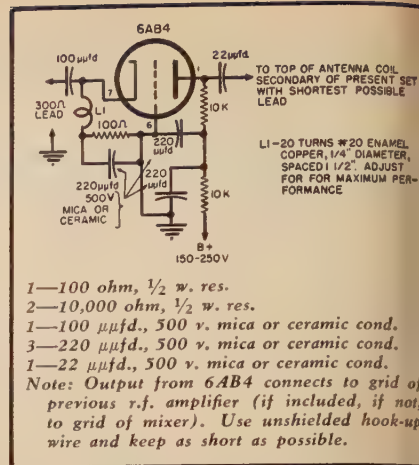 6AB4
100μμfd
22μμfd
1
7
6
TO TOP OF ANTENNA COIL
SECONDARY OF PRESENT SET
WITH SHORTEST POSSIBLE
LEAD
300Ω
LEAD
L1
100Ω
10K
220
μμfd
L1-20 TURNS #20 ENAMEL
COPPER, 1/4" DIAMETER,
SPACED 1 1/2". ADJUST
FOR FOR MAXIMUM PER-
FORMANCE
220μμfd
500V
220
μμfd
MICA OR
CERAMIC
10K
B+
150-250V
1—100 ohm, 1/2 w. res.
2—10,000 ohm, 1/2 w. res.
1—100 μμfd., 500 v. mica or ceramic cond.
3—220 μμfd., 500 v. mica or ceramic cond.
1—22 μμfd., 500 v. mica or ceramic cond.
Note: Output from 6AB4 connects to grid of
previous r.f. amplifier (if included, if not,
to grid of mixer). Use unshielded hook-up
wire and keep as short as possible.